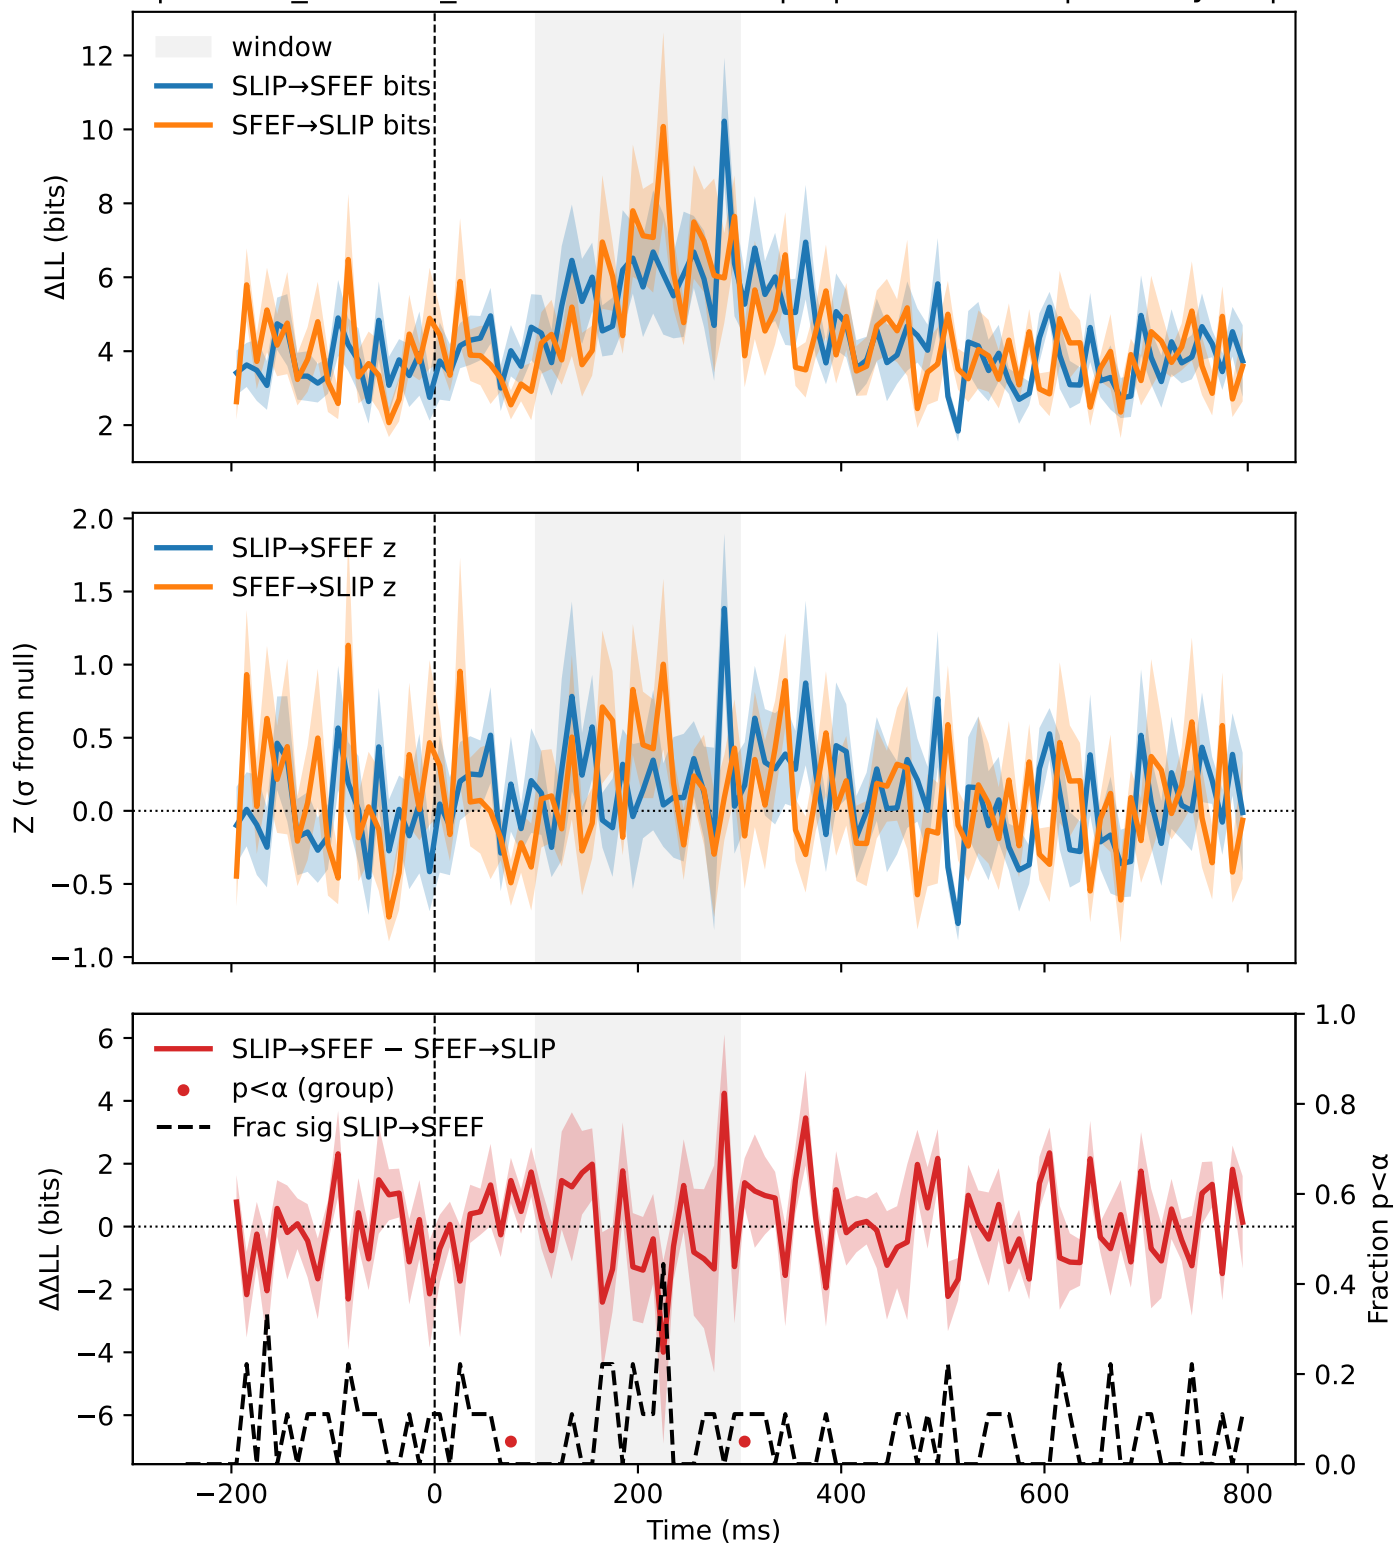 window
SLIP→SFEF bits
SFEF→SLIP bits
12
10
8
6
4
2
ΔLL (bits)
SLIP→SFEF z
SFEF→SLIP z
2.0
1.5
1.0
0.5
0.0
−0.5
−1.0
Z (σ from null)
SLIP→SFEF − SFEF→SLIP
p<α (group)
Frac sig SLIP→SFEF
6
4
2
0
−2
−4
−6
ΔΔLL (bits)
1.0
0.8
0.6
0.4
0.2
0.0
Fraction p<α
−200 0 200 400 600 800
Time (ms)